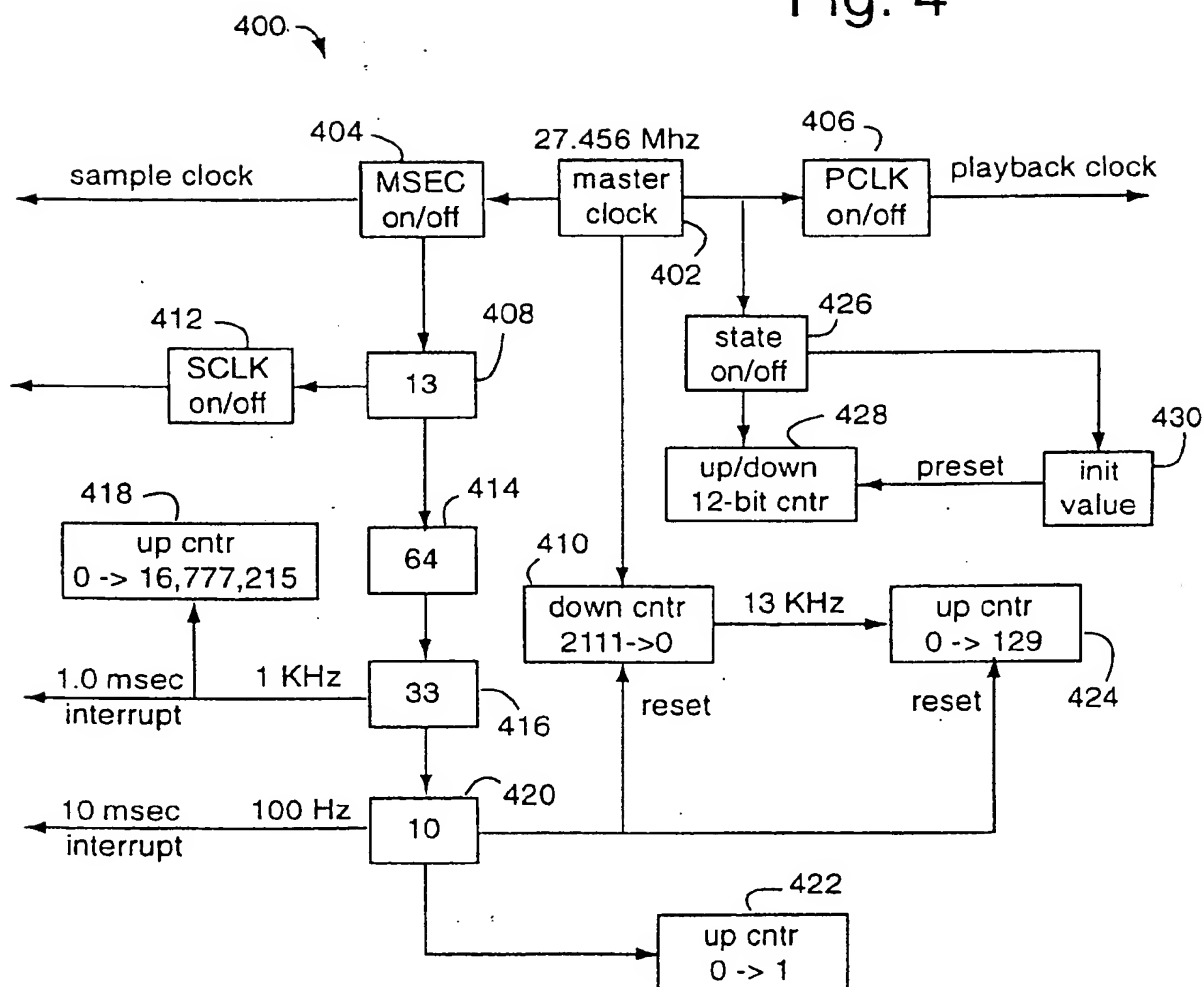 Fig. 4
400
404
27.456 Mhz
406
sample clock
MSEC
on/off
master
clock
PCLK
on/off
playback clock
402
412
408
426
SCLK
on/off
13
state
on/off
428
430
418
414
up/down
12-bit cntr
preset
init
value
up cntr
0 -> 16,777,215
64
410
down cntr
2111->0
13 KHz
up cntr
0 -> 129
1.0 msec
interrupt
1 KHz
33
416
reset
reset
424
420
10 msec
interrupt
100 Hz
10
422
up cntr
0 -> 1